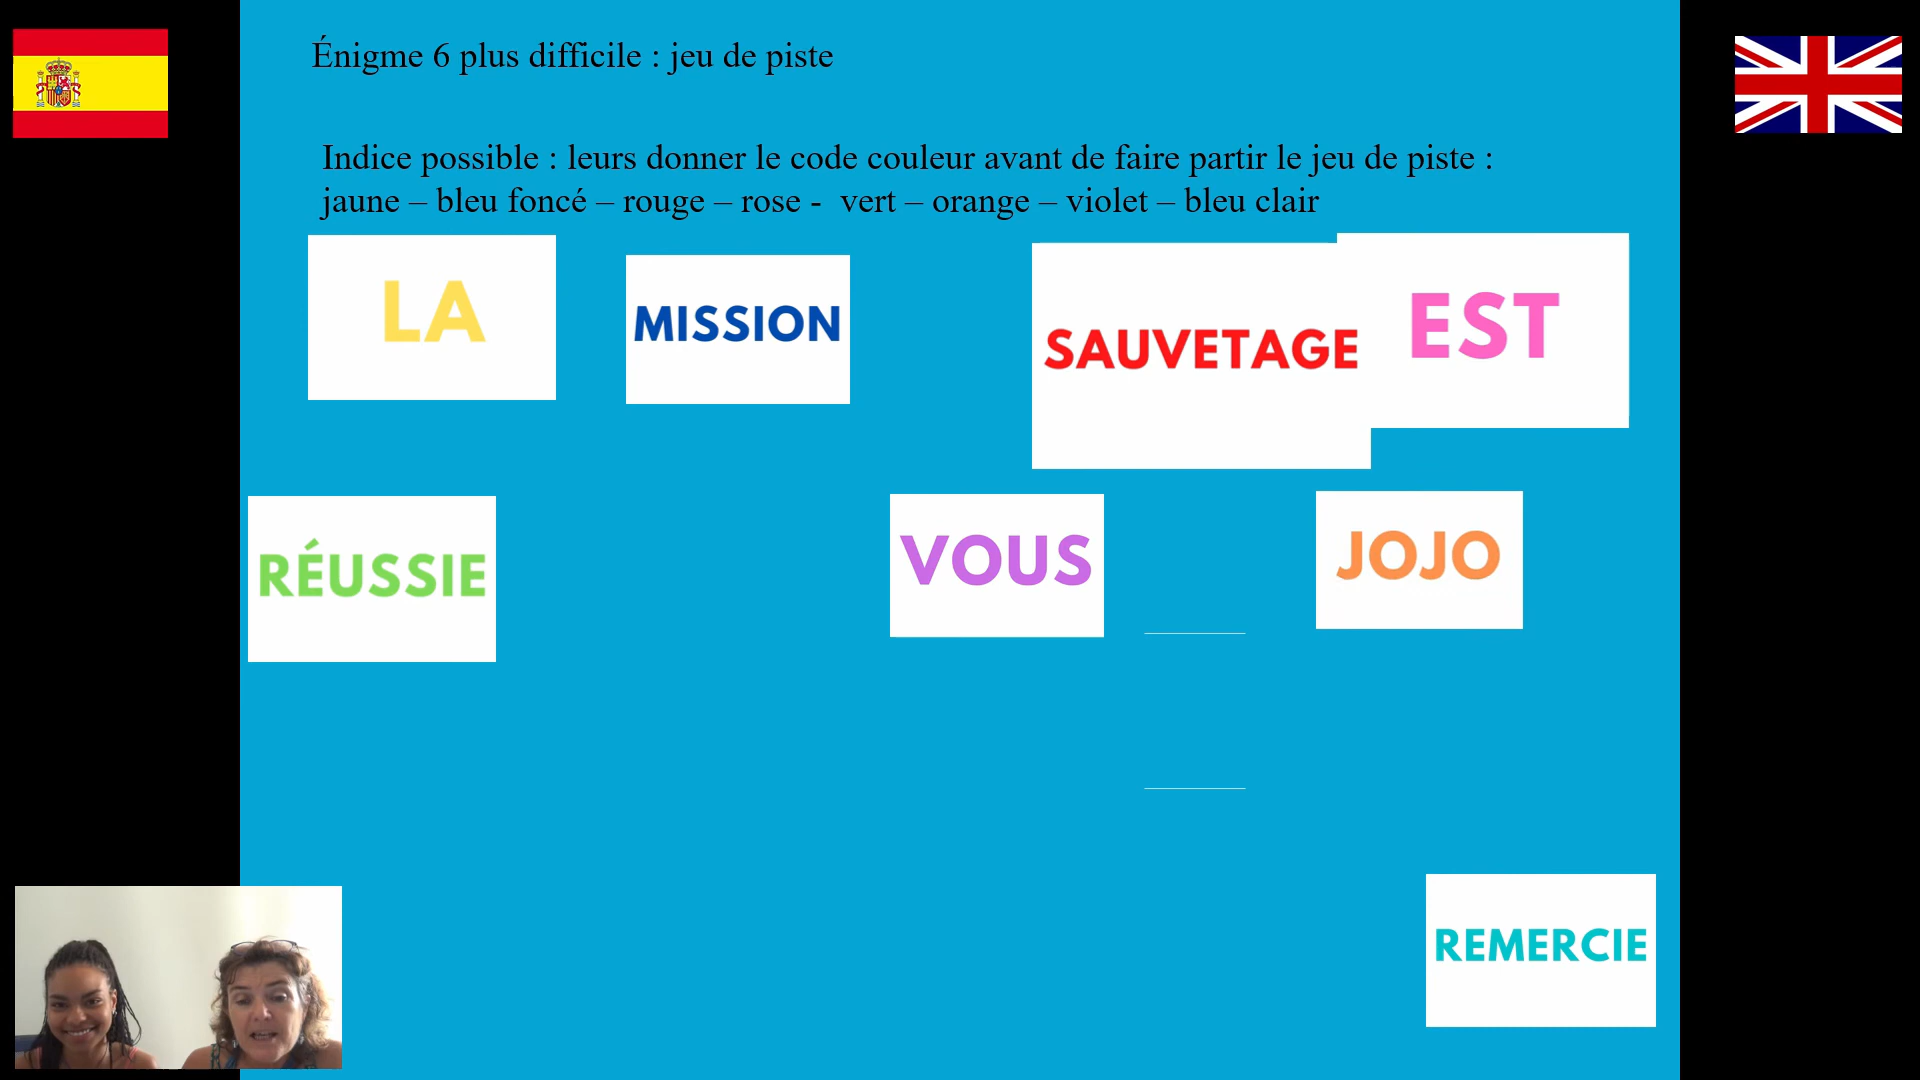 Énigme 6 plus difficile : jeu de piste
Indice possible : leurs donner le code couleur avant de faire partir le jeu de piste :
jaune – bleu foncé – rouge – rose - vert – orange – violet – bleu clair
LA
MISSION
SAUVETAGE
EST
RÉUSSIE
VOUS
JOJO
REMERCIE